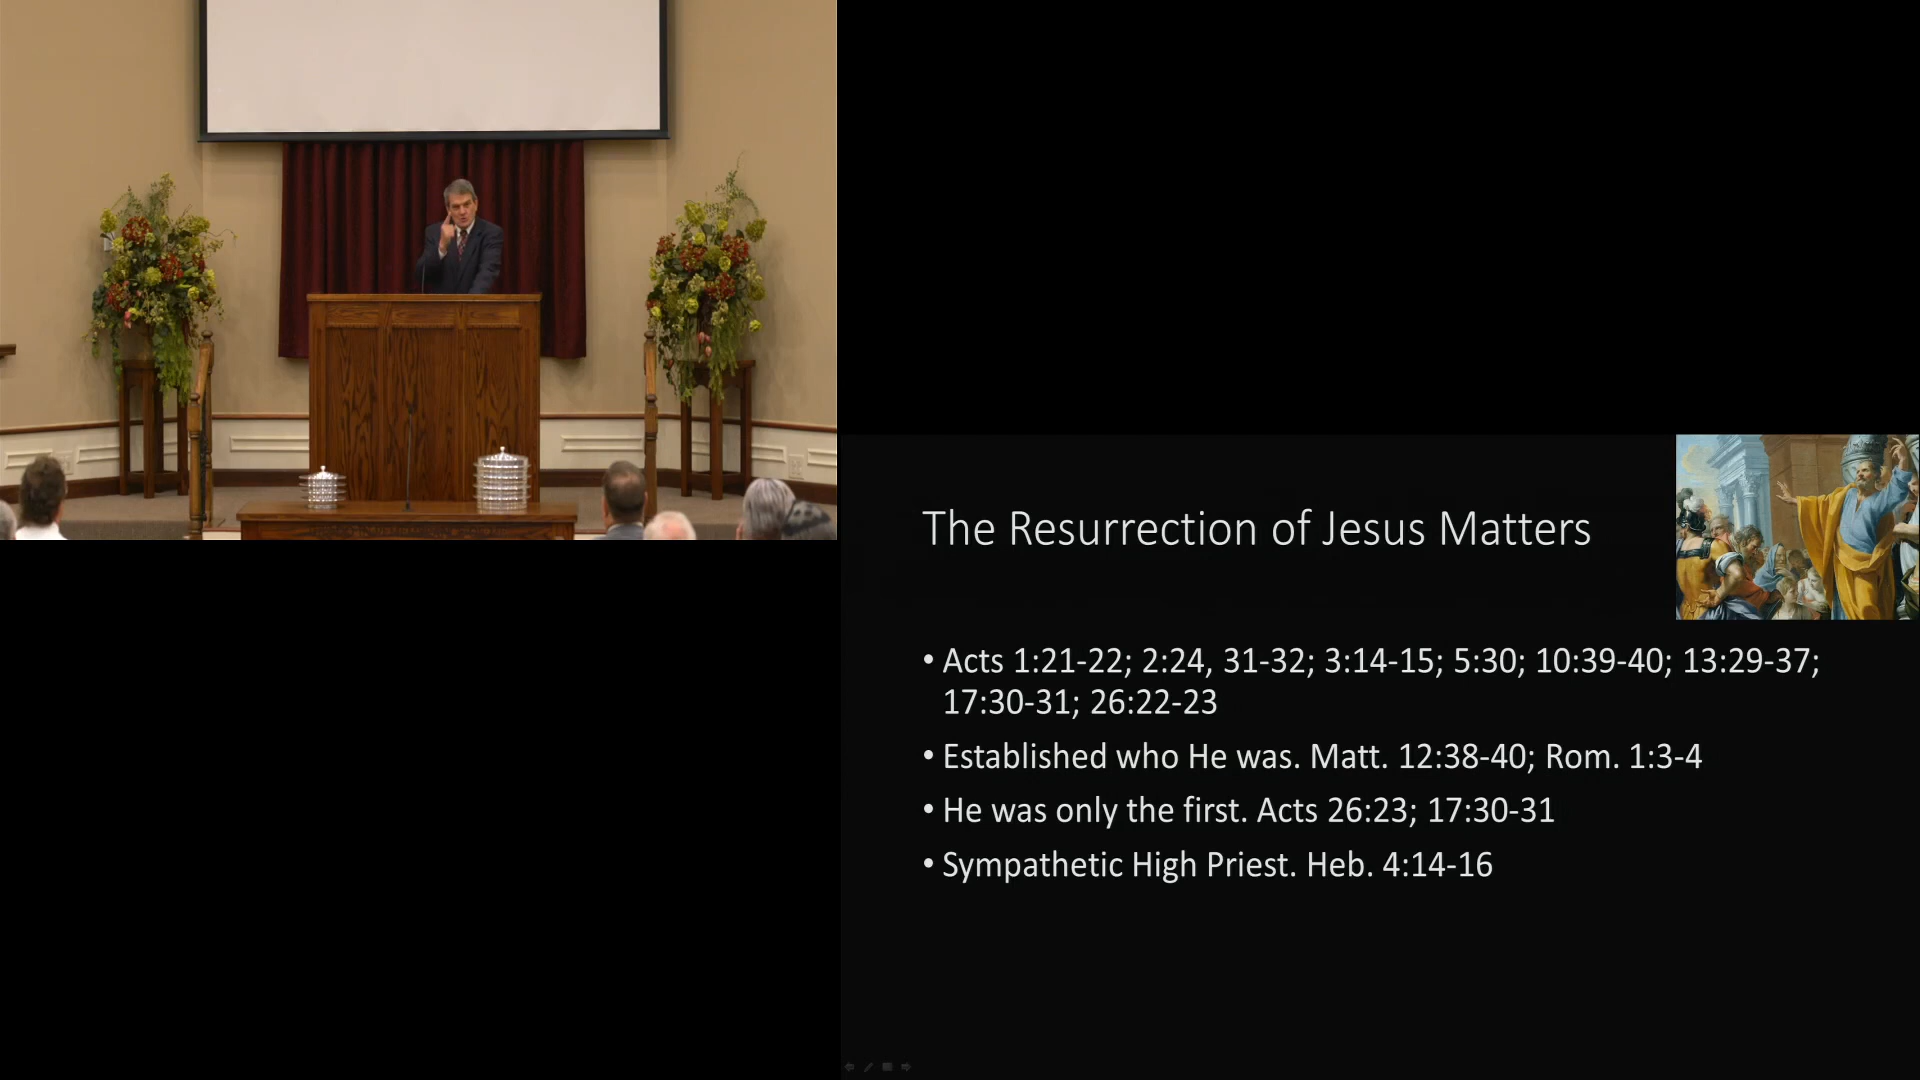 The Resurrection of Jesus Matters
• Acts 1:21-22; 2:24, 31-32; 3:14-15; 5:30; 10:39-40; 13:29-37;
17:30-31; 26:22-23
• Established who He was. Matt. 12:38-40; Rom. 1:3-4
• He was only the first. Acts 26:23; 17:30-31
• Sympathetic High Priest. Heb. 4:14-16